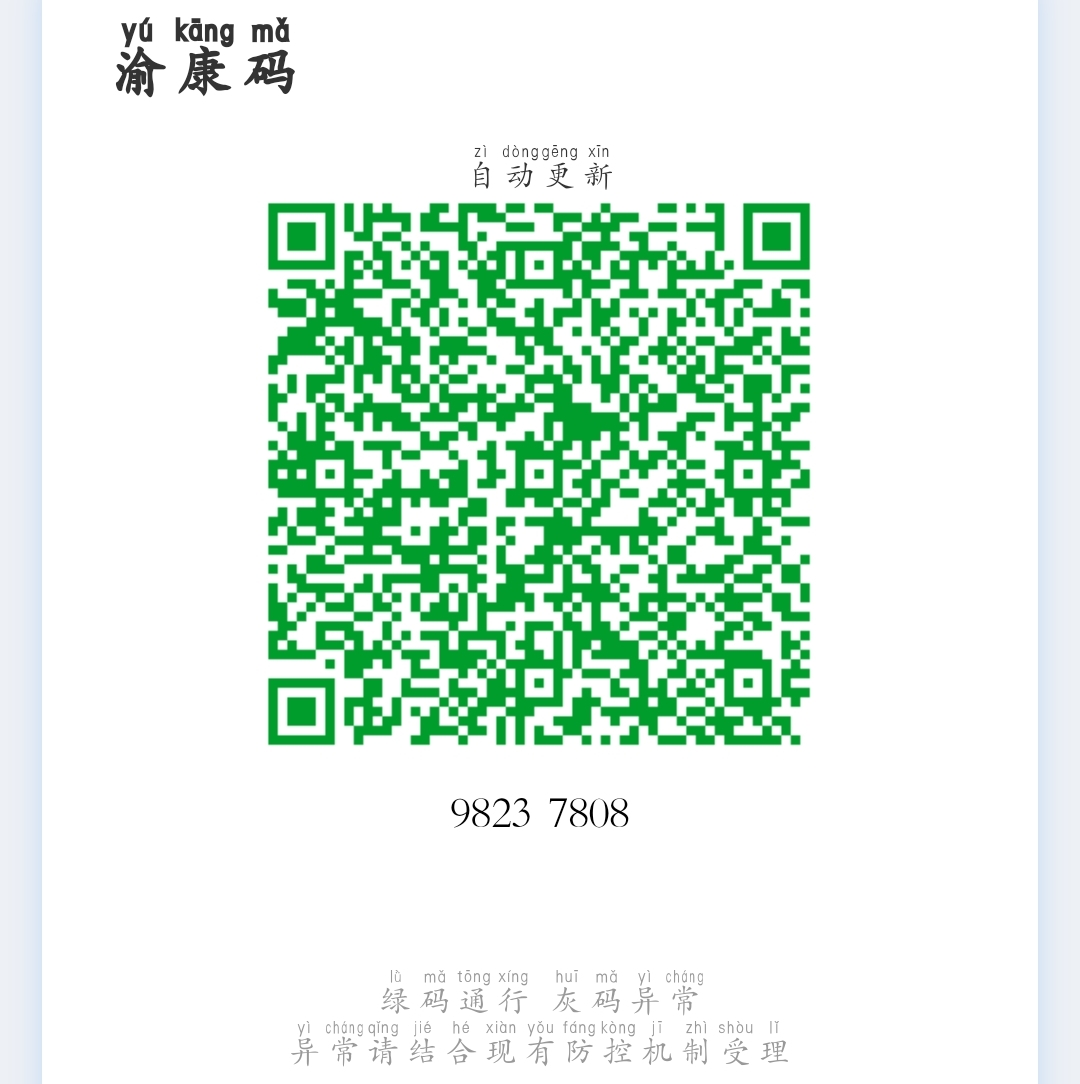 yú kāng mǎ
渝康码
zì dòng gēng xīn
自动更新
9823 7808
lǜ mǎ tōng xíng huī mǎ yì cháng
绿码通行 灰码异常
yì cháng qǐng jié hé xiàn yǒu fáng kòng jī zhì shòu lǐ
异常请结合现有防控机制受理